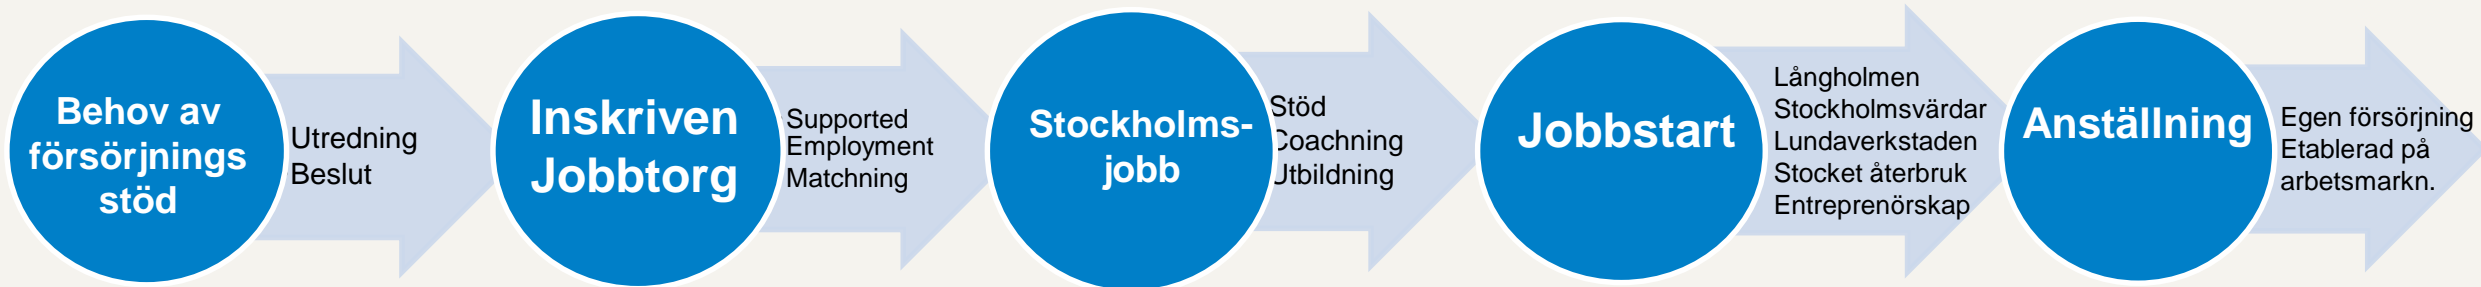 Behov av
försörjnings
stöd
Utredning
Beslut
Inskriven
Jobbtorg
Supported
Employment
Matchning
Stockholms-
jobb
Stöd
Coachning
Utbildning
Jobbstart
Långholmen
Stockholmsvärdar
Lundaverkstaden
Stocket återbruk
Entreprenörskap
Anställning
Egen försörjning
Etablerad på
arbetsmarkn.